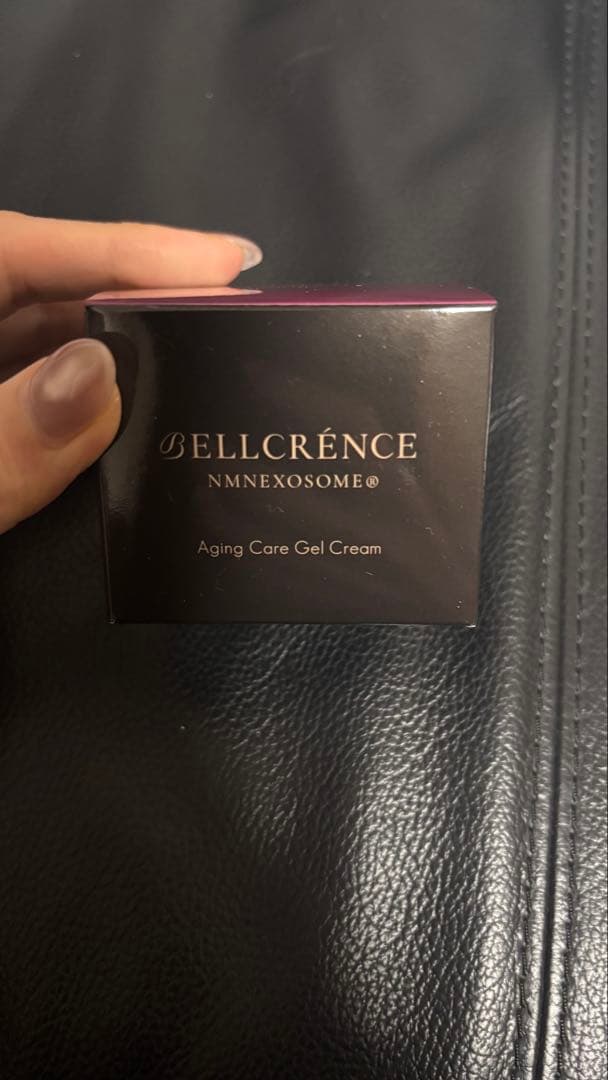 BELLCRÉNCE
NMNEXOSOME®
Aging Care Gel Cream